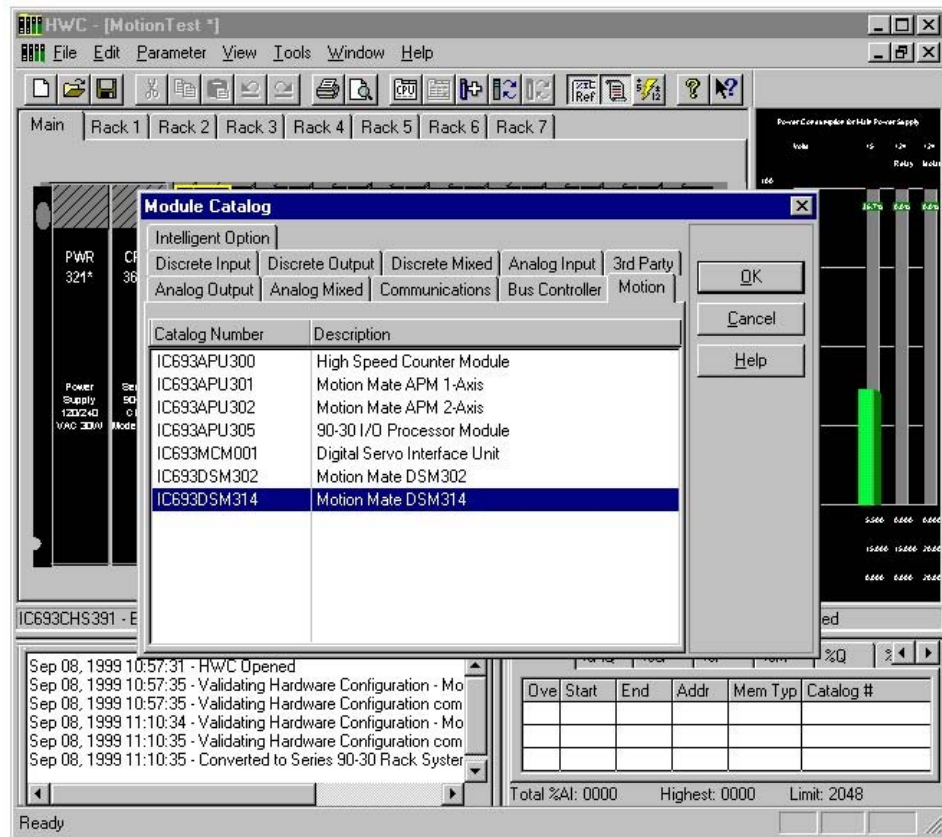 HWC - [MotionTest *]
File Edit Parameter View Tools Window Help
Main Rack 1 Rack 2 Rack 3 Rack 4 Rack 5 Rack 6 Rack 7
Power Consumption for Main Power Supply
PWR
321*
Power
Supply
120/240
VAC 30W
Module Catalog
Intelligent Option
Discrete Input Discrete Output Discrete Mixed Analog Input 3rd Party
Analog Output Analog Mixed Communications Bus Controller Motion
Catalog Number Description
IC693APU300 High Speed Counter Module
IC693APU301 Motion Mate APM 1-Axis
IC693APU302 Motion Mate APM 2-Axis
IC693APU305 90-30 I/O Processor Module
IC693MCM001 Digital Servo Interface Unit
IC693DSM302 Motion Mate DSM302
IC693DSM314 Motion Mate DSM314
OK
Cancel
Help
IC693CHS391 - E
ed
Sep 08, 1999 10:57:31 - HWC Opened
Sep 08, 1999 10:57:35 - Validating Hardware Configuration - Mo
Sep 08, 1999 10:57:35 - Validating Hardware Configuration com
Sep 08, 1999 11:10:34 - Validating Hardware Configuration - Mo
Sep 08, 1999 11:10:35 - Validating Hardware Configuration com
Sep 08, 1999 11:10:35 - Converted to Series 90-30 Rack System
%Q
Ove Start End Addr Mem Typ Catalog #
Total %AI: 0000 Highest: 0000 Limit: 2048
Ready